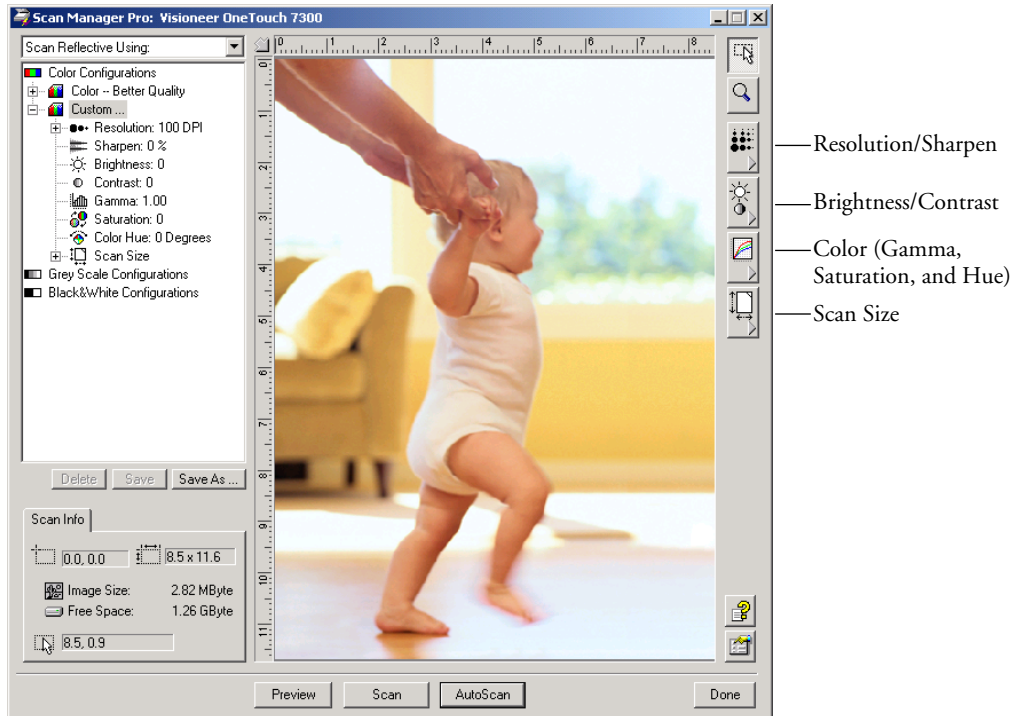 Scan Manager Pro: Visioneer OneTouch 7300
Scan Reflective Using:
Color Configurations
Color -- Better Quality
Custom ...
Resolution: 100 DPI
Sharpen: 0 %
Brightness: 0
Contrast: 0
Gamma: 1.00
Saturation: 0
Color Hue: 0 Degrees
Scan Size
Grey Scale Configurations
Black&White Configurations
Delete Save Save As ...
Scan Info
0.0, 0.0 8.5 x 11.6
Image Size: 2.82 MByte
Free Space: 1.26 GByte
8.5, 0.9
0 1 2 3 4 5 6 7 8
0
1
2
3
4
5
6
7
8
9
10
11
Resolution/Sharpen
Brightness/Contrast
Color (Gamma,
Saturation, and Hue)
Scan Size
Preview Scan AutoScan Done